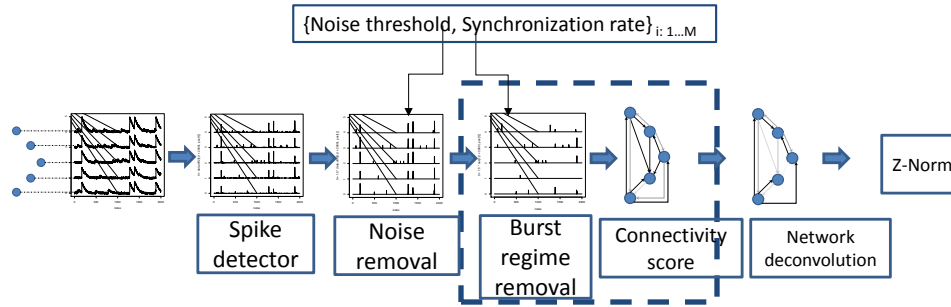 {Noise threshold, Synchronization rate} i: 1...M
Spike
detector
Noise
removal
Burst
regime
removal
Connectivity
score
Network
deconvolution
Z-Norm